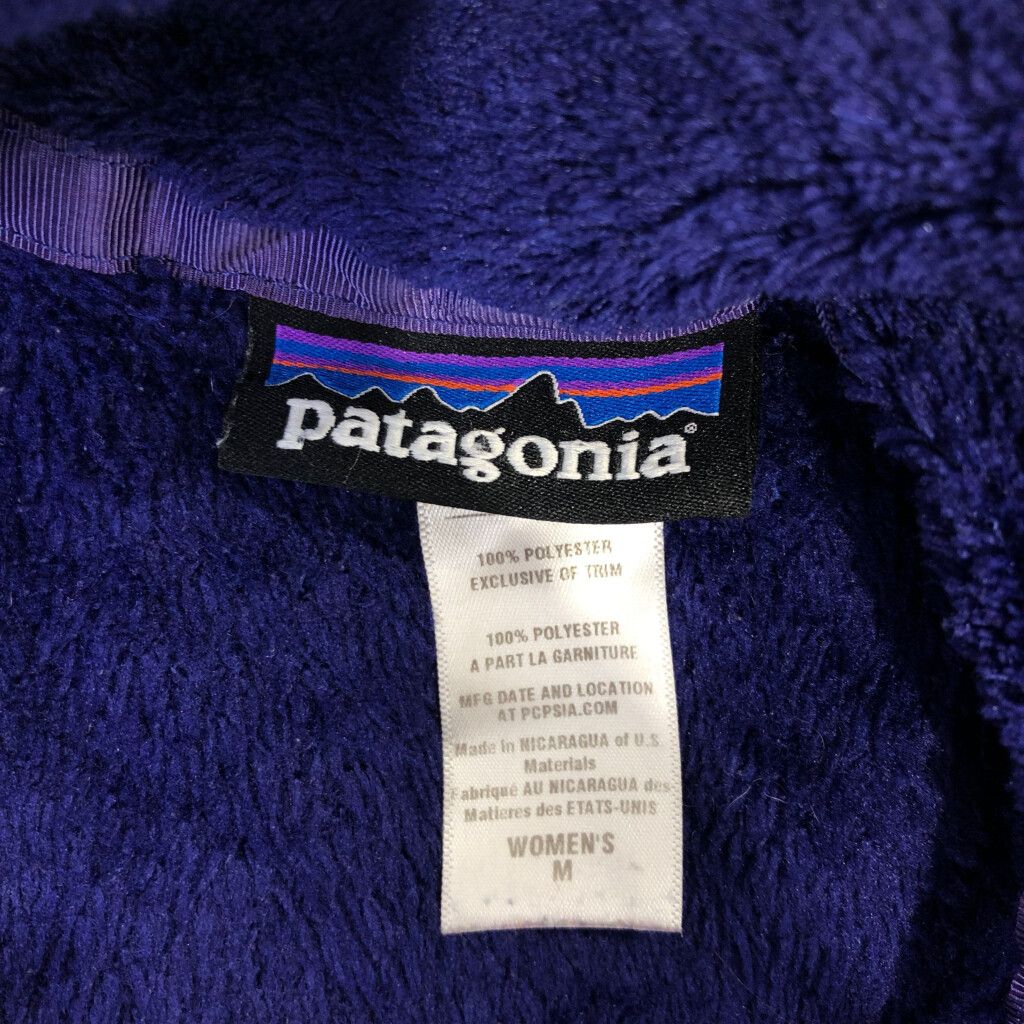 patagonia®
100% POLYESTER
EXCLUSIVE OF TRIM
100% POLYESTER
A PART LA GARNITURE
MFG DATE AND LOCATION
AT PCPSIA.COM
Made in NICARAGUA of U.S.
Materials
Fabriqué AU NICARAGUA des
Matieres des ETATS-UNIS
WOMEN'S
M